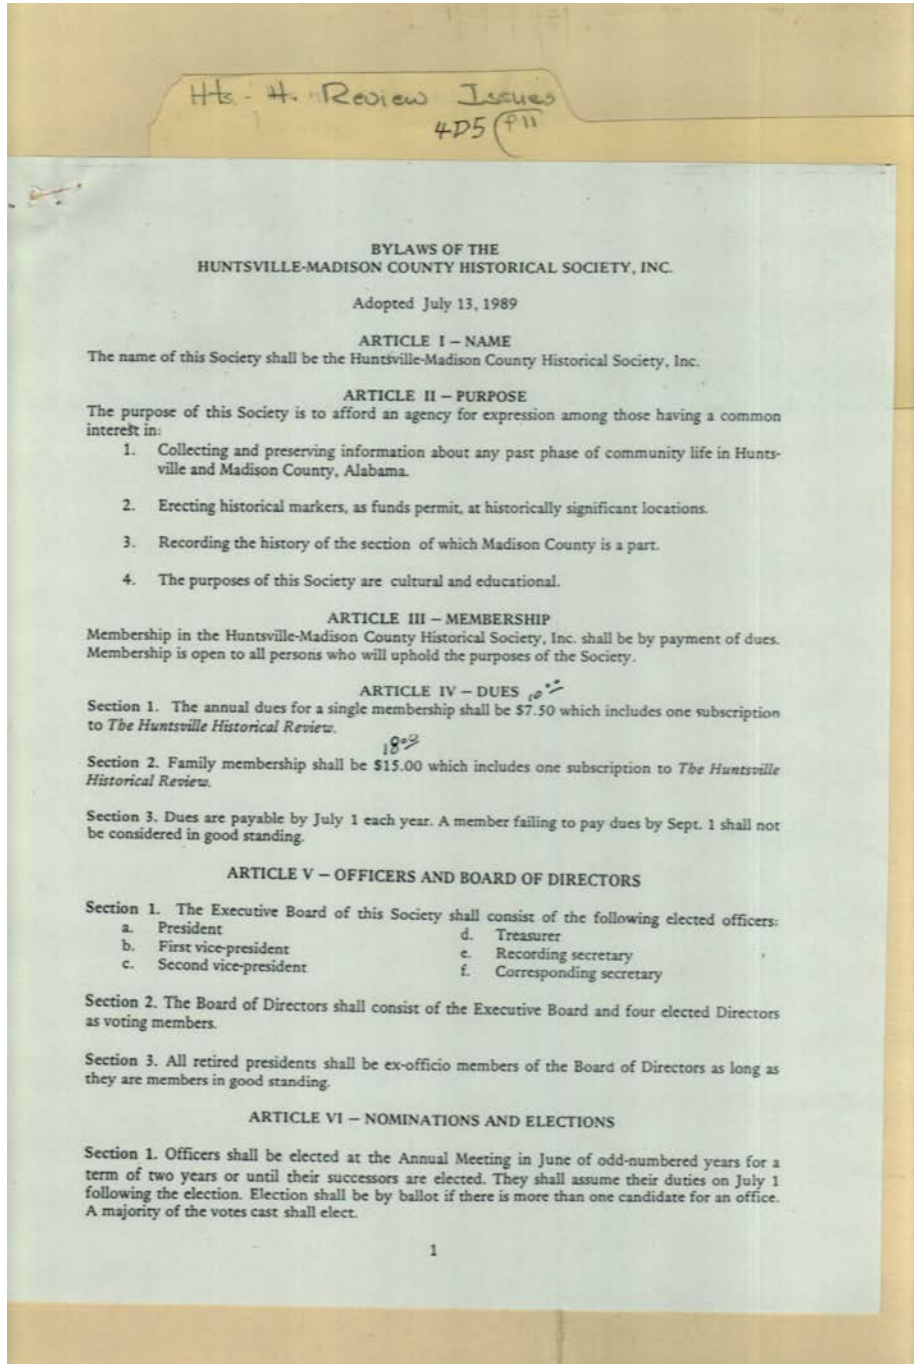 Hts. H. Review Issues
4D5 f11
BYLAWS OF THE
HUNTSVILLE-MADISON COUNTY HISTORICAL SOCIETY, INC.
Adopted July 13, 1989
ARTICLE I – NAME
The name of this Society shall be the Huntsville-Madison County Historical Society, Inc.
ARTICLE II – PURPOSE
The purpose of this Society is to afford an agency for expression among those having a common
interest in:
1. Collecting and preserving information about any past phase of community life in Hunts-
ville and Madison County, Alabama.
2. Erecting historical markers, as funds permit, at historically significant locations.
3. Recording the history of the section of which Madison County is a part.
4. The purposes of this Society are cultural and educational.
ARTICLE III – MEMBERSHIP
Membership in the Huntsville-Madison County Historical Society, Inc. shall be by payment of dues.
Membership is open to all persons who will uphold the purposes of the Society.
ARTICLE IV – DUES 10.00
Section 1. The annual dues for a single membership shall be $7.50 which includes one subscription
to The Huntsville Historical Review.
18.00
Section 2. Family membership shall be $15.00 which includes one subscription to The Huntsville
Historical Review.
Section 3. Dues are payable by July 1 each year. A member failing to pay dues by Sept. 1 shall not
be considered in good standing.
ARTICLE V – OFFICERS AND BOARD OF DIRECTORS
Section 1. The Executive Board of this Society shall consist of the following elected officers:
a. President
b. First vice-president
c. Second vice-president
d. Treasurer
e. Recording secretary
f. Corresponding secretary
Section 2. The Board of Directors shall consist of the Executive Board and four elected Directors
as voting members.
Section 3. All retired presidents shall be ex-officio members of the Board of Directors as long as
they are members in good standing.
ARTICLE VI – NOMINATIONS AND ELECTIONS
Section 1. Officers shall be elected at the Annual Meeting in June of odd-numbered years for a
term of two years or until their successors are elected. They shall assume their duties on July 1
following the election. Election shall be by ballot if there is more than one candidate for an office.
A majority of the votes cast shall elect.
1